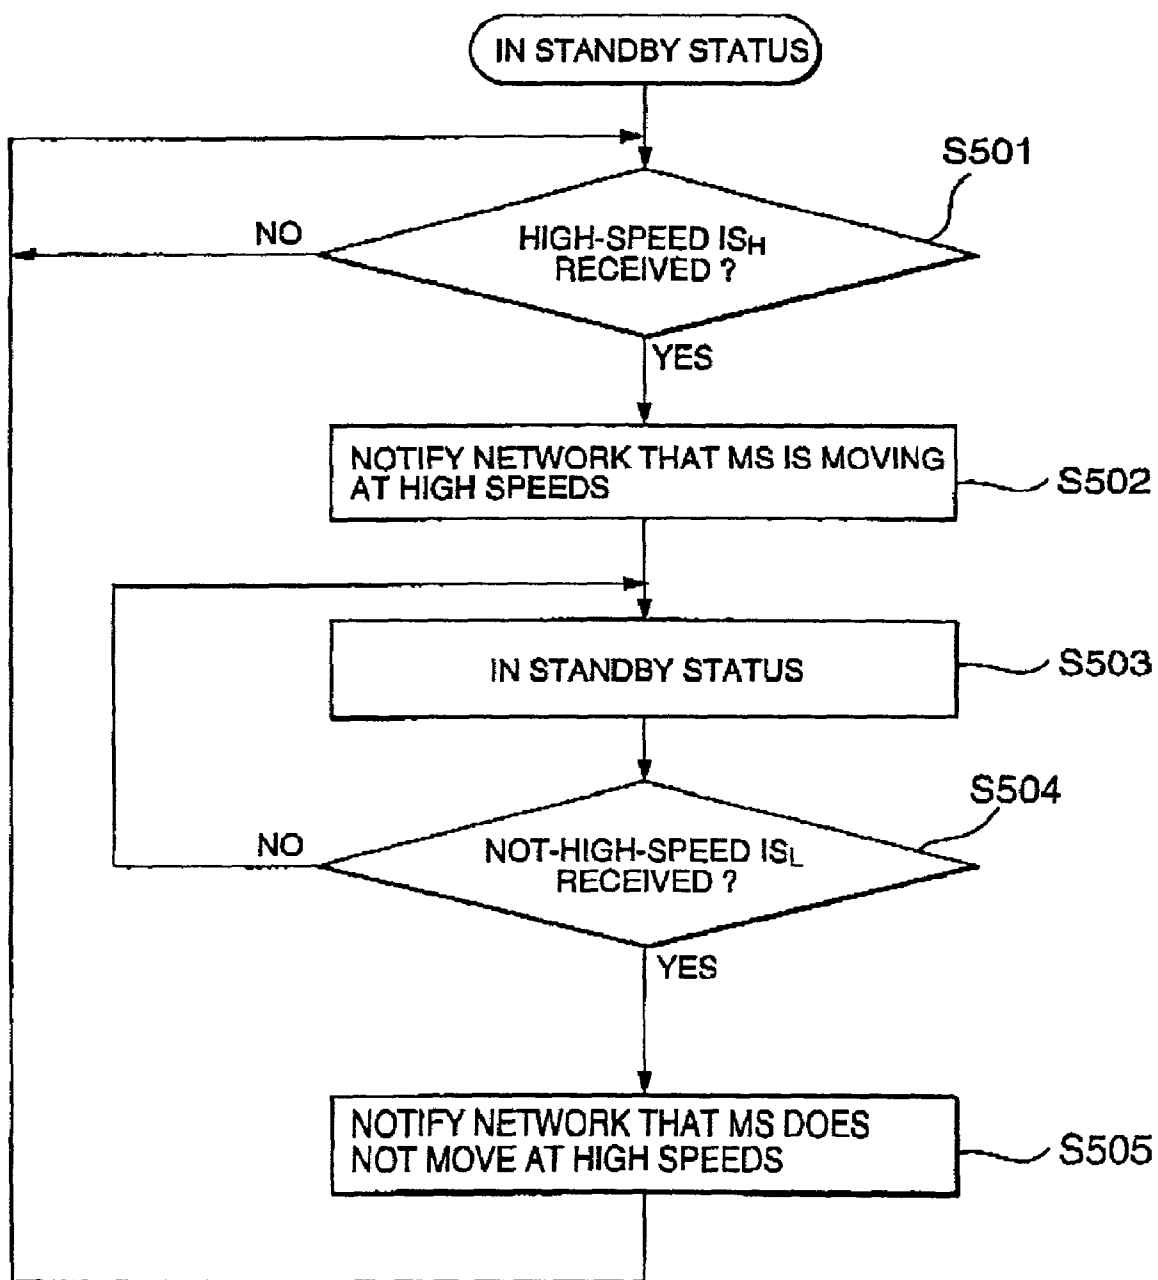 IN STANDBY STATUS
S501
NO
HIGH-SPEED ISH
RECEIVED ?
YES
NOTIFY NETWORK THAT MS IS MOVING
AT HIGH SPEEDS
S502
IN STANDBY STATUS
S503
S504
NO
NOT-HIGH-SPEED ISL
RECEIVED ?
YES
NOTIFY NETWORK THAT MS DOES
NOT MOVE AT HIGH SPEEDS
S505